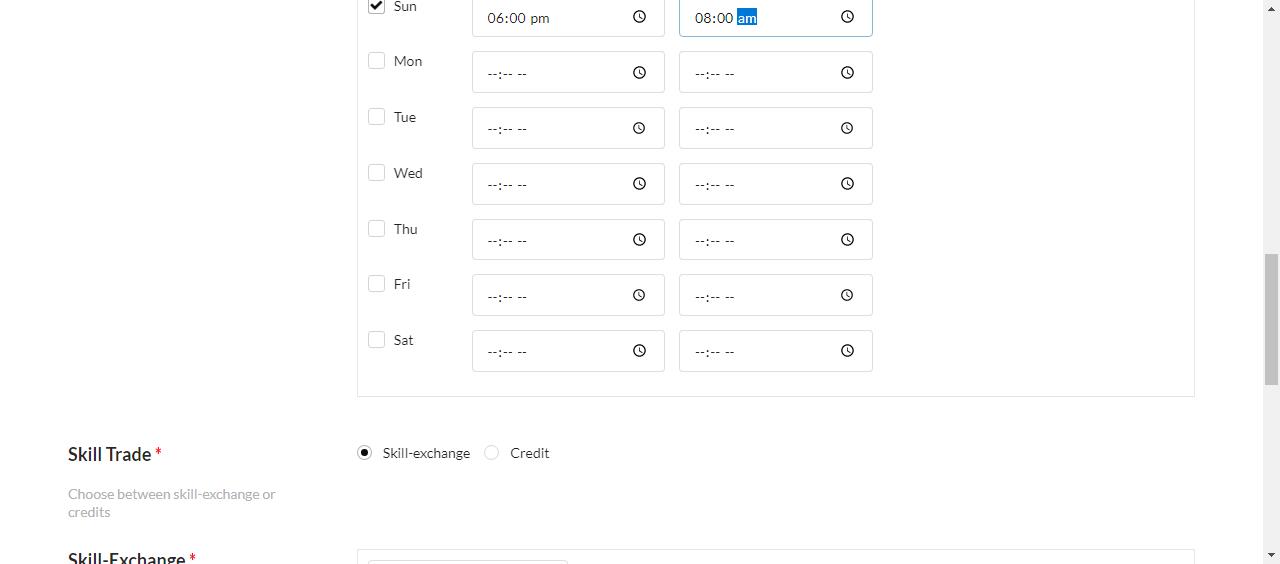 Sun 06:00 pm 08:00 am
Mon --:-- -- --:-- --
Tue --:-- -- --:-- --
Wed --:-- -- --:-- --
Thu --:-- -- --:-- --
Fri --:-- -- --:-- --
Sat --:-- -- --:-- --
Skill Trade * Skill-exchange Credit
Choose between skill-exchange or
credits
Skill-Exchange *